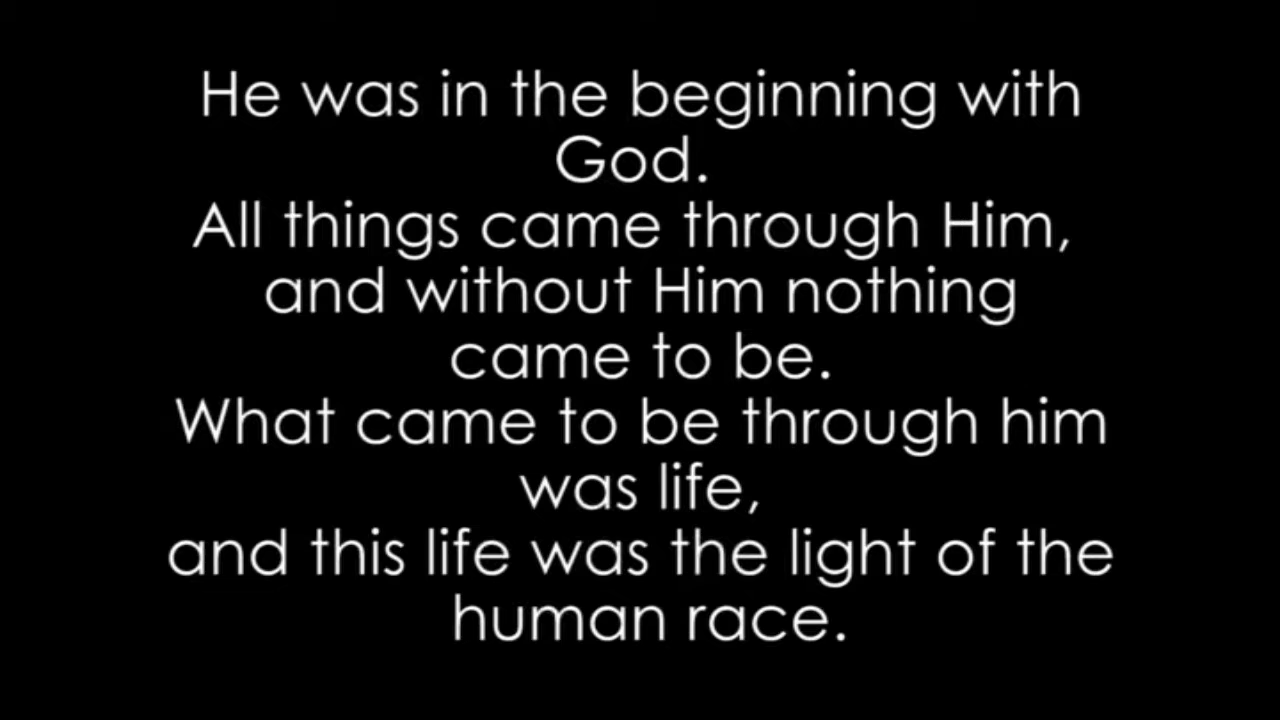 He was in the beginning with
God.
All things came through Him,
and without Him nothing
came to be.
What came to be through him
was life,
and this life was the light of the
human race.